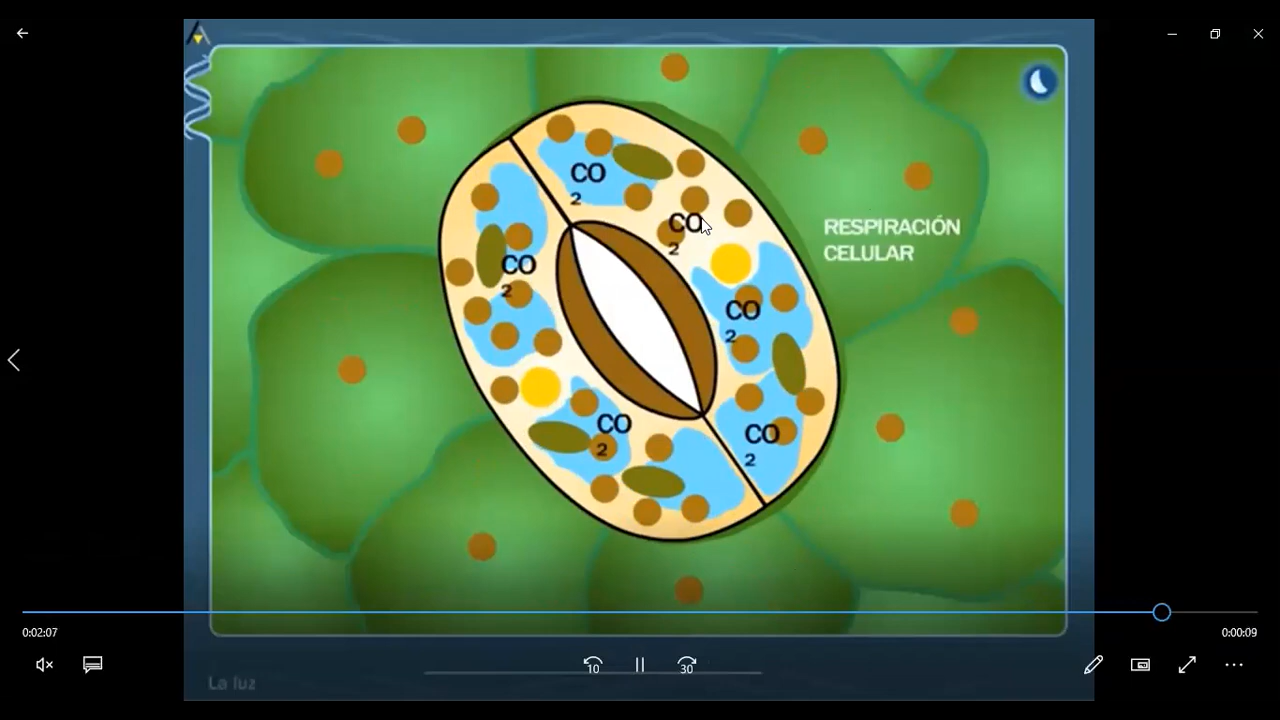 CO
2
CO
2
RESPIRACIÓN
CELULAR
CO
2
CO
2
CO
2
CO
2
0:02:07
0:00:09
10
30
La luz